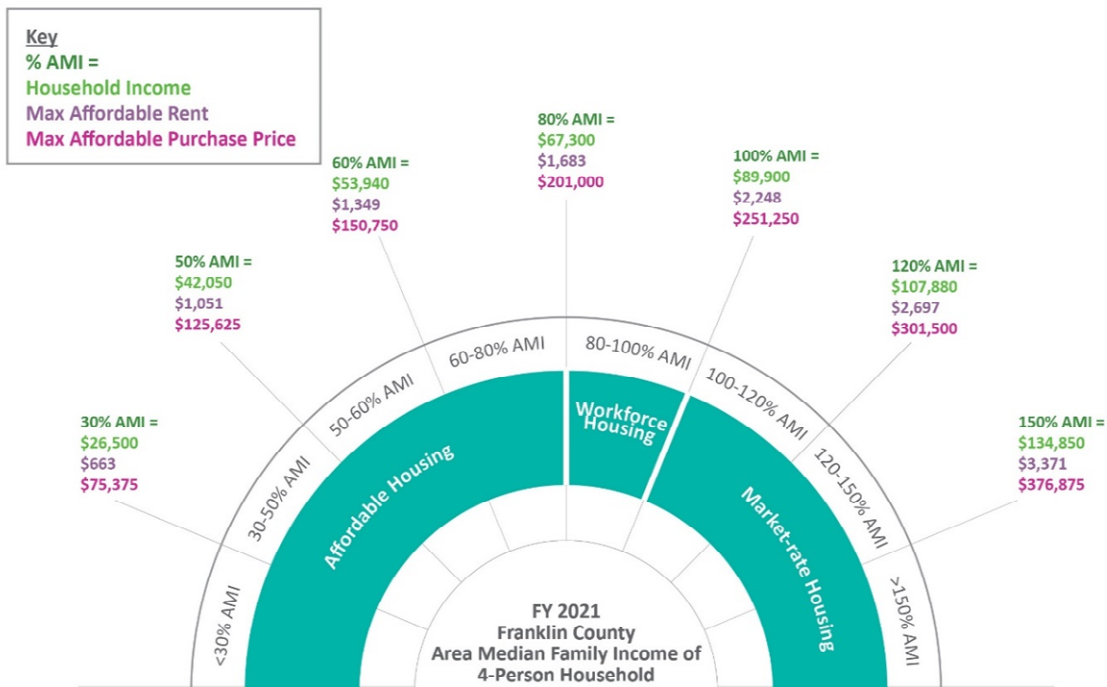 Key
% AMI =
Household Income
Max Affordable Rent
Max Affordable Purchase Price
30% AMI =
$26,500
$663
$75,375
50% AMI =
$42,050
$1,051
$125,625
60% AMI =
$53,940
$1,349
$150,750
80% AMI =
$67,300
$1,683
$201,000
100% AMI =
$89,900
$2,248
$251,250
120% AMI =
$107,880
$2,697
$301,500
150% AMI =
$134,850
$3,371
$376,875
<30% AMI
30-50% AMI
50-60% AMI
60-80% AMI
80-100% AMI
100-120% AMI
120-150% AMI
>150% AMI
Affordable Housing
Workforce
Housing
Market-rate Housing
FY 2021
Franklin County
Area Median Family Income of
4-Person Household